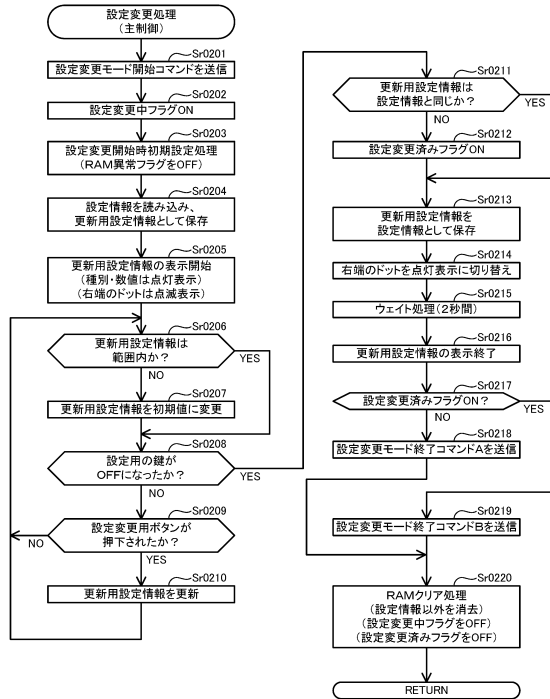 設定変更処理
(主制御)
Sr0201
設定変更モード開始コマンドを送信
Sr0202
設定変更中フラグON
Sr0203
設定変更開始時初期設定処理
(RAM異常フラグをOFF)
Sr0204
設定情報を読み込み、
更新用設定情報として保存
Sr0205
更新用設定情報の表示開始
(種別・数値は点灯表示)
(右端のドットは点滅表示)
Sr0206
更新用設定情報は
範囲内か?
YES
NO
Sr0207
更新用設定情報を初期値に変更
Sr0208
設定用の鍵が
OFFになったか?
YES
NO
Sr0209
設定変更用ボタンが
押下されたか?
NO
YES
Sr0210
更新用設定情報を更新
Sr0211
更新用設定情報は
設定情報と同じか?
YES
NO
Sr0212
設定変更済みフラグON
Sr0213
更新用設定情報を
設定情報として保存
Sr0214
右端のドットを点灯表示に切り替え
Sr0215
ウェイト処理(2秒間)
Sr0216
更新用設定情報の表示終了
Sr0217
設定変更済みフラグON?
YES
NO
Sr0218
設定変更モード終了コマンドAを送信
Sr0219
設定変更モード終了コマンドBを送信
Sr0220
RAMクリア処理
(設定情報以外を消去)
(設定変更中フラグをOFF)
(設定変更済みフラグをOFF)
RETURN